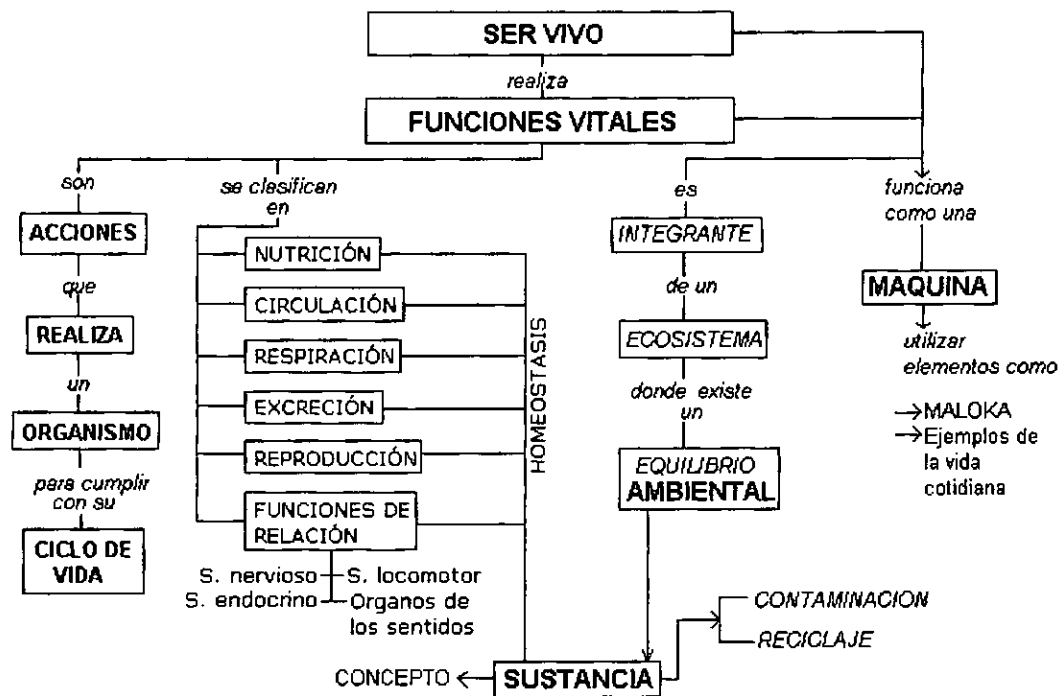 SER VIVO
realiza
FUNCIONES VITALES
son
ACCIONES
que
REALIZA
un
ORGANISMO
para cumplir
con su
CICLO DE
VIDA
se clasifican
en
NUTRICIÓN
CIRCULACIÓN
RESPIRACIÓN
EXCRECIÓN
REPRODUCCIÓN
FUNCIONES DE
RELACIÓN
S. nervioso
S. locomotor
S. endocrino
Organos de
los sentidos
HOMEOSTASIS
es
INTEGRANTE
de un
ECOSISTEMA
donde existe
un
EQUILIBRIO
AMBIENTAL
funciona
como una
MAQUINA
utilizar
elementos como
MALOKA
Ejemplos de
la vida
cotidiana
CONCEPTO
SUSTANCIA
CONTAMINACION
RECICLAJE